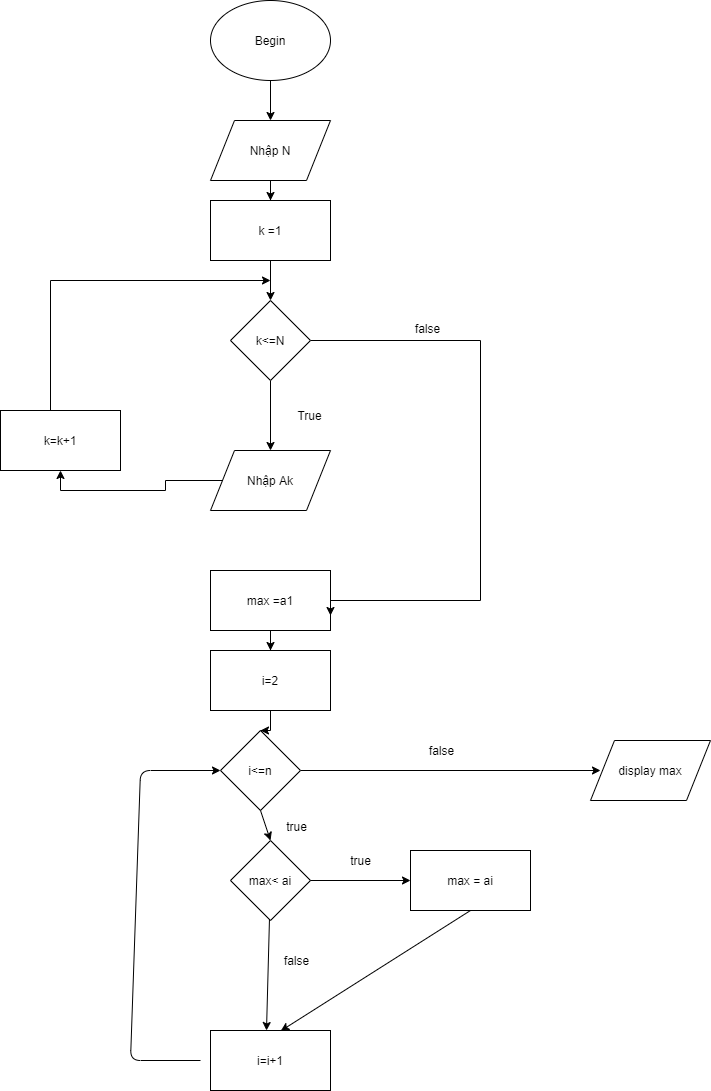 Begin
Nhập N
k =1
k<=N
false
True
k=k+1
Nhập Ak
max =a1
i=2
i<=n
false
display max
true
max< ai
true
max = ai
false
i=i+1